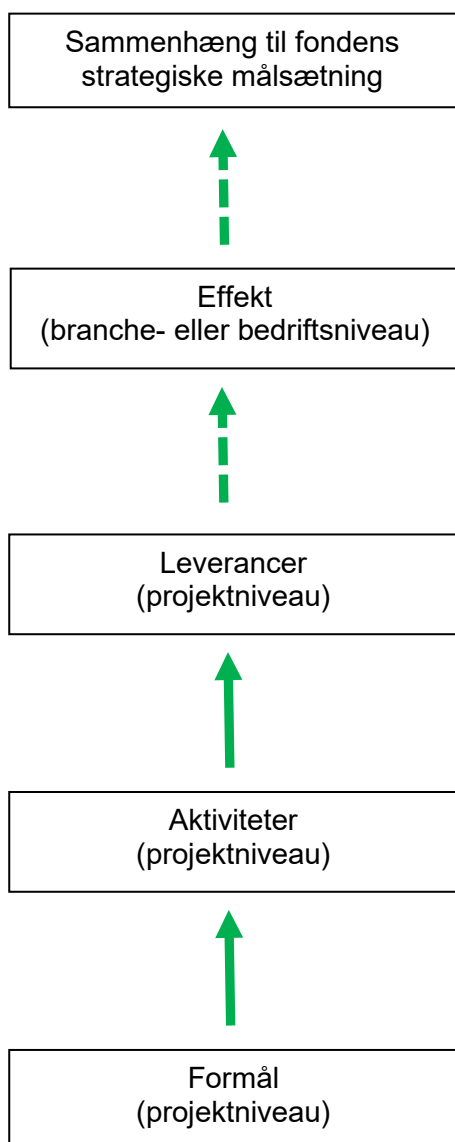 Sammenhæng til fondens
strategiske målsætning
Effekt
(branche- eller bedriftsniveau)
Leverancer
(projektniveau)
Aktiviteter
(projektniveau)
Formål
(projektniveau)